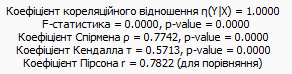 Коефіцієнт кореляційного відношення η(Y|X) = 1.0000
F-статистика = 0.0000, p-value = 0.0000
Коефіцієнт Спірмена ρ = 0.7742, p-value = 0.0000
Коефіцієнт Кендалла τ = 0.5713, p-value = 0.0000
Коефіцієнт Пірсона r = 0.7822 (для порівняння)